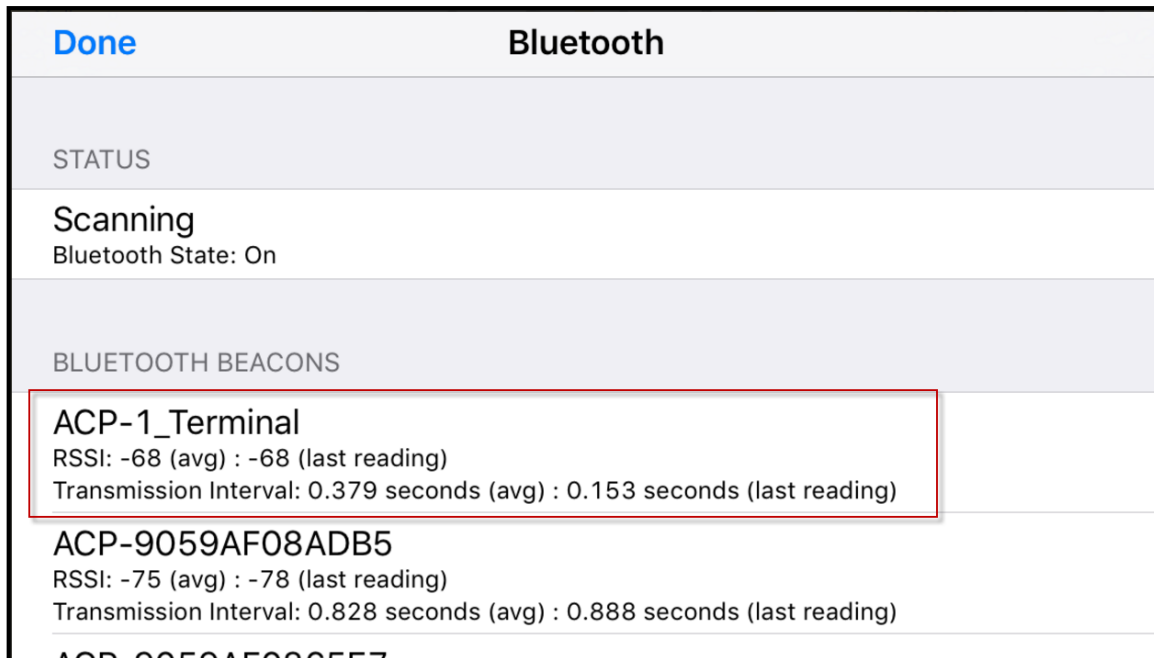 Done
Bluetooth
STATUS
Scanning
Bluetooth State: On
BLUETOOTH BEACONS
ACP-1_Terminal
RSSI: -68 (avg) : -68 (last reading)
Transmission Interval: 0.379 seconds (avg) : 0.153 seconds (last reading)
ACP-9059AF08ADB5
RSSI: -75 (avg) : -78 (last reading)
Transmission Interval: 0.828 seconds (avg) : 0.888 seconds (last reading)